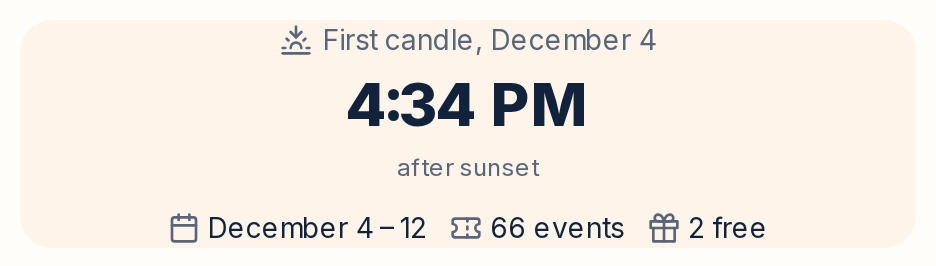 First candle, December 4
4:34 PM
after sunset
December 4 – 12 66 events 2 free